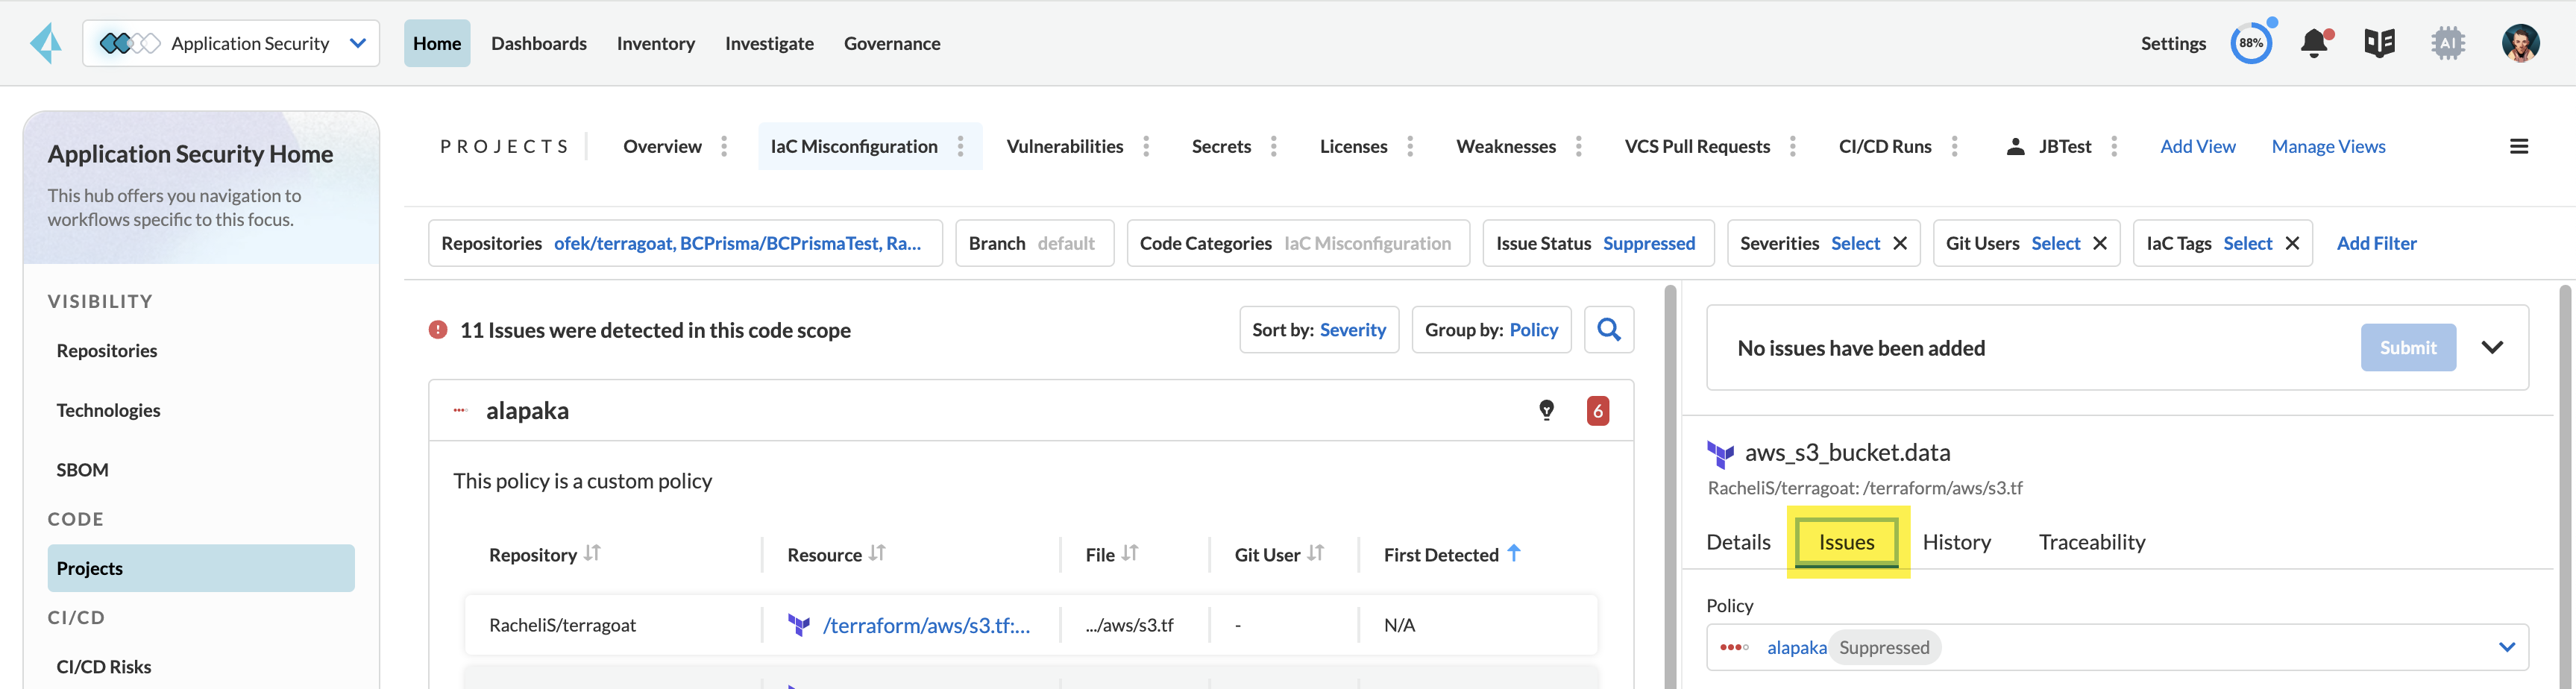 Application Security
Home
Dashboards
Inventory
Investigate
Governance
Settings
88%
AI
Application Security Home
This hub offers you navigation to
workflows specific to this focus.
VISIBILITY
Repositories
Technologies
SBOM
CODE
Projects
CI/CD
CI/CD Risks
PROJECTS
Overview
IaC Misconfiguration
Vulnerabilities
Secrets
Licenses
Weaknesses
VCS Pull Requests
CI/CD Runs
JBTest
Add View
Manage Views
Repositories ofek/terragoat, BCPrisma/BCPrismaTest, Ra...
Branch default
Code Categories IaC Misconfiguration
Issue Status Suppressed
Severities Select
Git Users Select
IaC Tags Select
Add Filter
11 Issues were detected in this code scope
Sort by: Severity
Group by: Policy
alapaka
6
This policy is a custom policy
Repository
Resource
File
Git User
First Detected
RacheliS/terragoat
/terraform/aws/s3.tf:...
.../aws/s3.tf
-
N/A
No issues have been added
Submit
aws_s3_bucket.data
RacheliS/terragoat: /terraform/aws/s3.tf
Details
Issues
History
Traceability
Policy
alapaka Suppressed